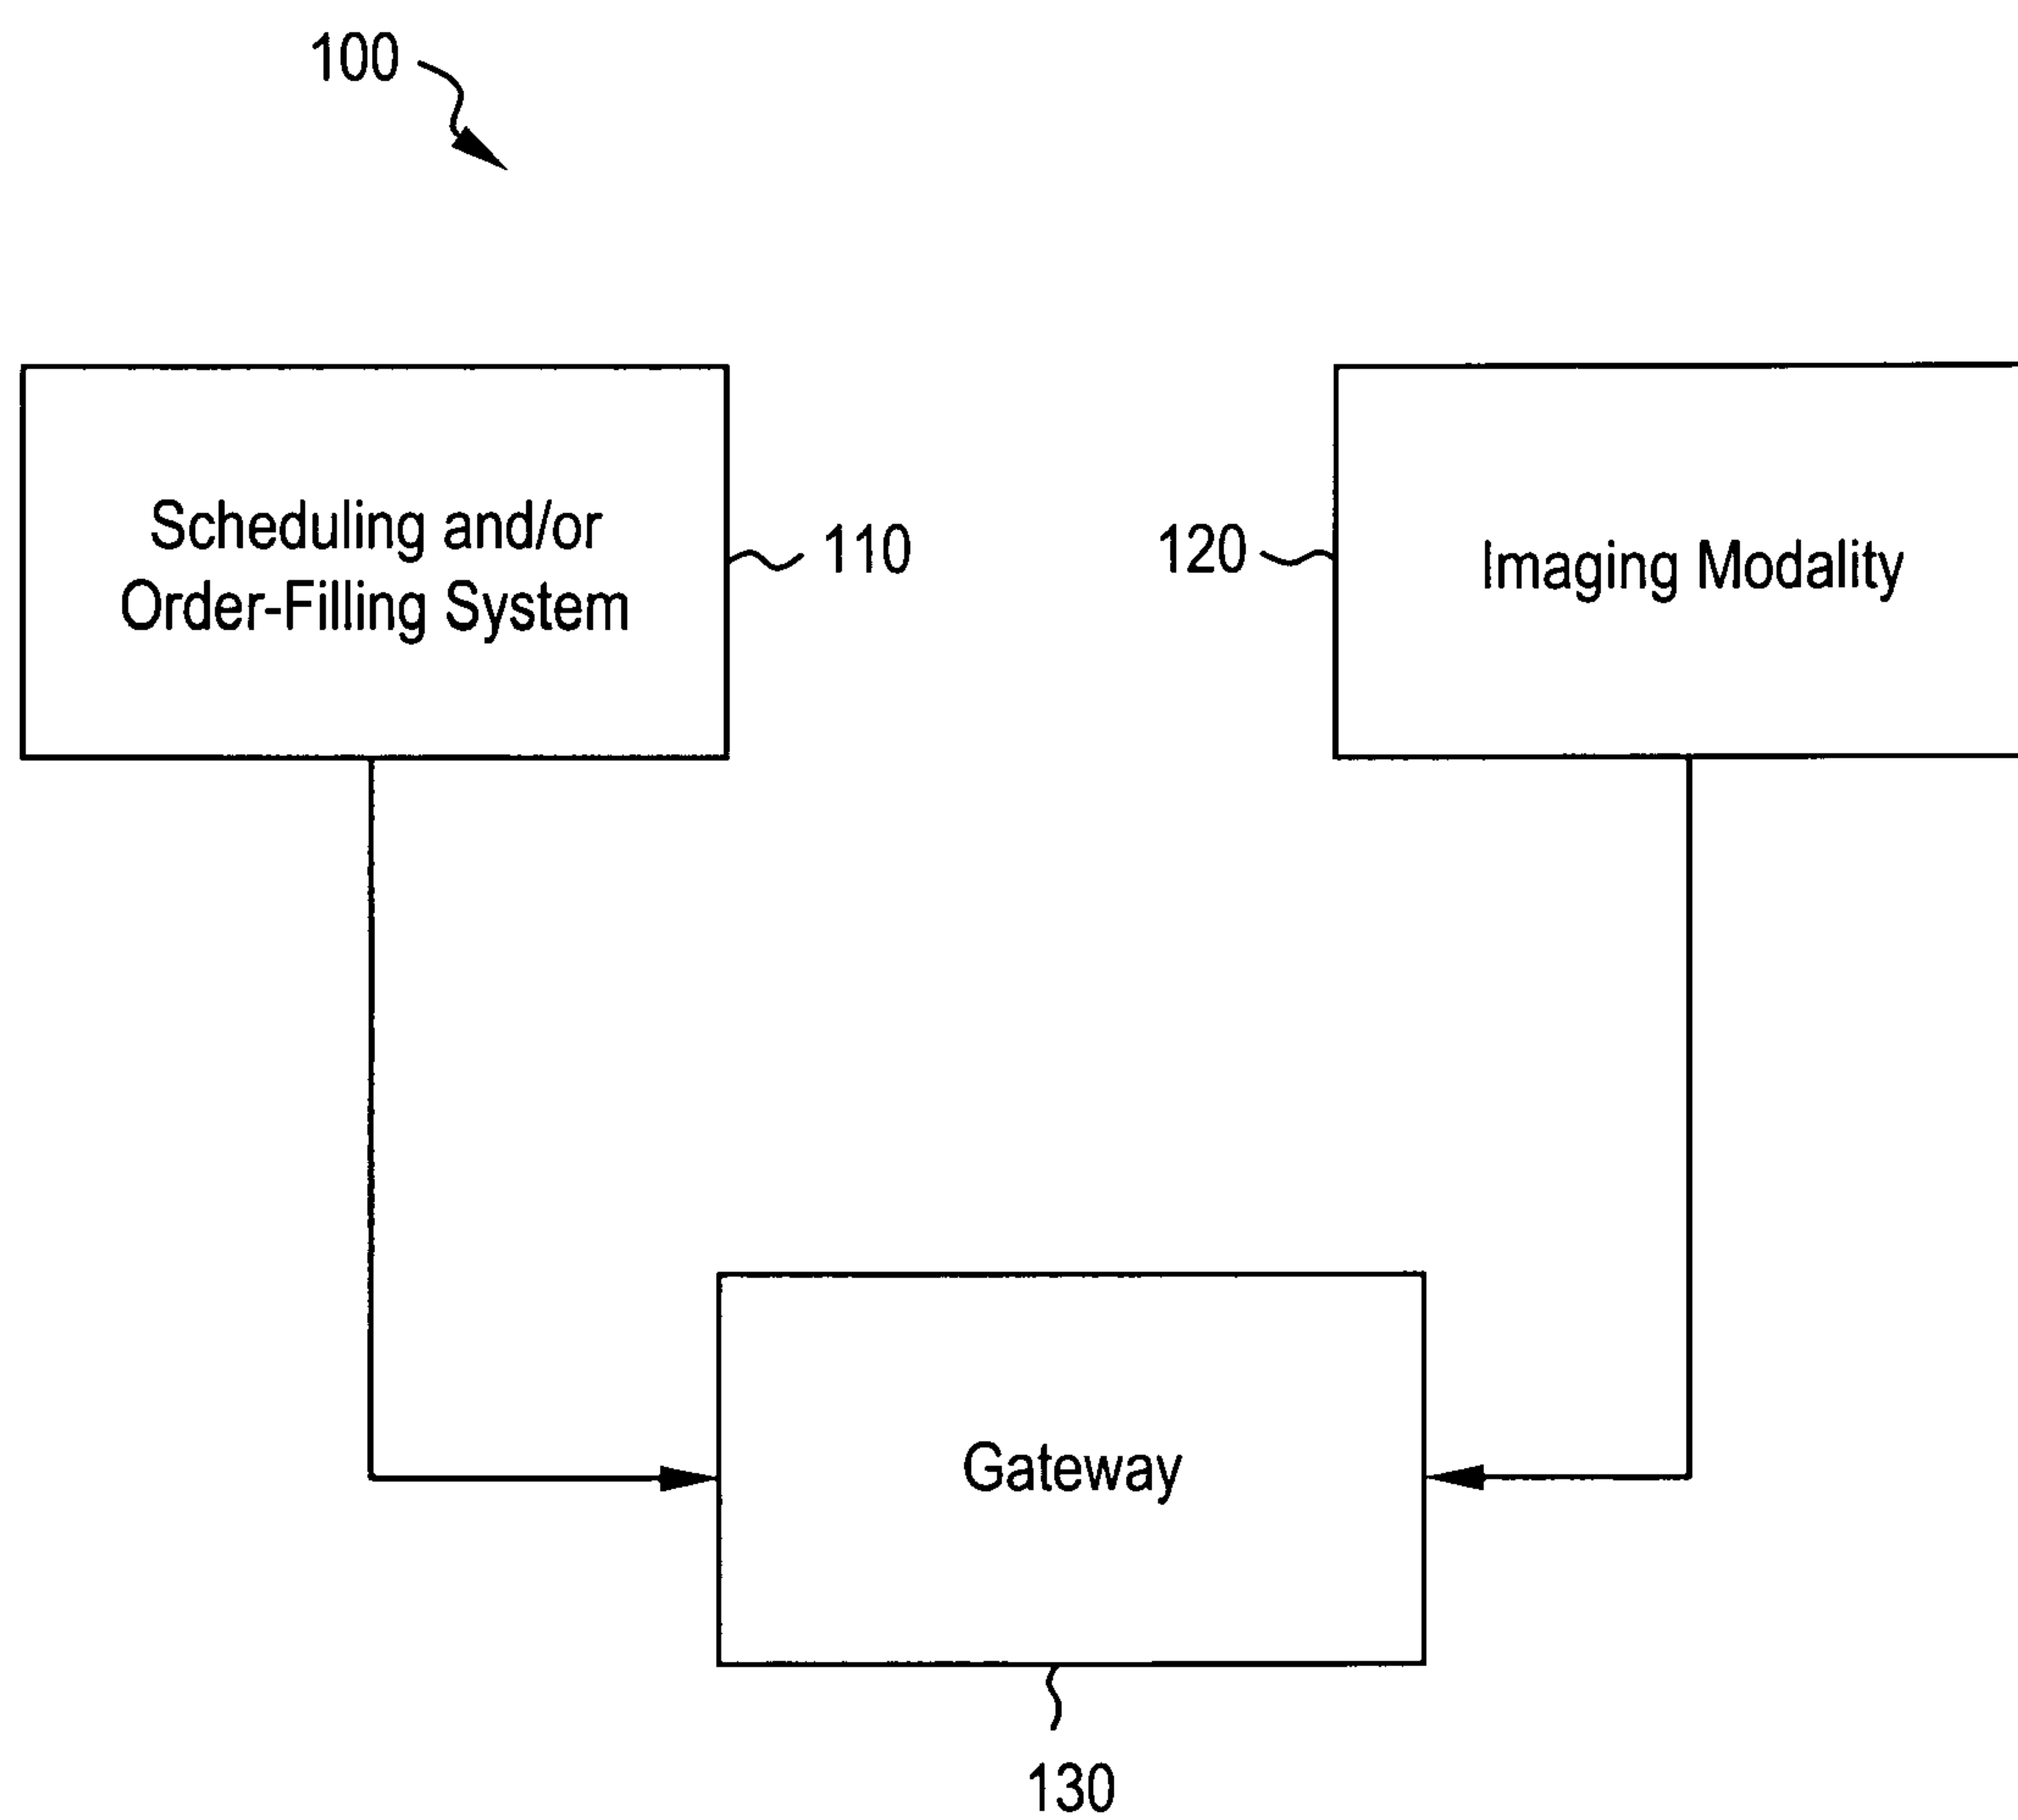 100
Scheduling and/or
Order-Filling System
110
120
Imaging Modality
Gateway
130